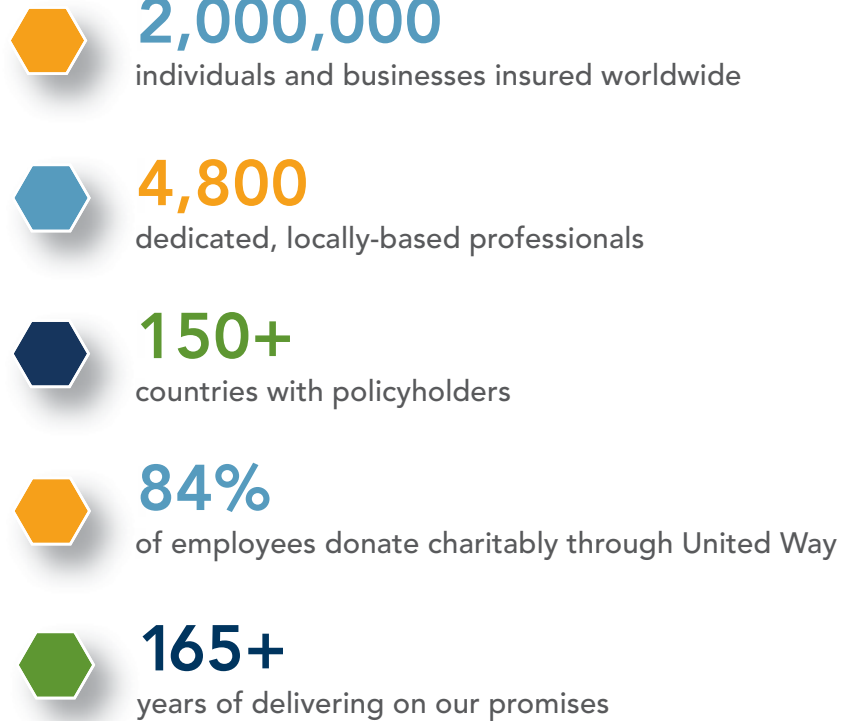 2,000,000
individuals and businesses insured worldwide
4,800
dedicated, locally-based professionals
150+
countries with policyholders
84%
of employees donate charitably through United Way
165+
years of delivering on our promises